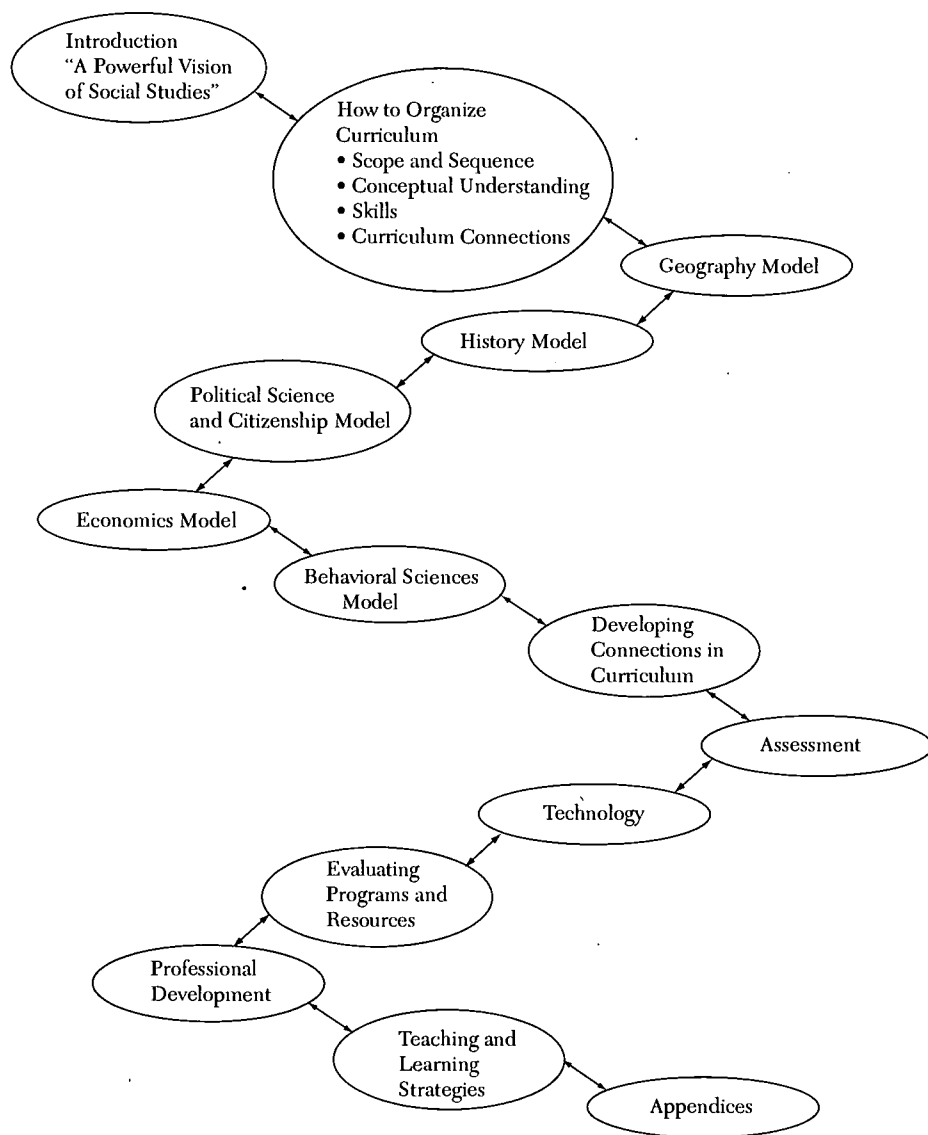 Introduction
“A Powerful Vision
of Social Studies”
How to Organize
Curriculum
• Scope and Sequence
• Conceptual Understanding
• Skills
• Curriculum Connections
Geography Model
History Model
Political Science
and Citizenship Model
Economics Model
Behavioral Sciences
Model
Developing
Connections in
Curriculum
Assessment
Technology
Evaluating
Programs and
Resources
Professional
Development
Teaching and
Learning
Strategies
Appendices